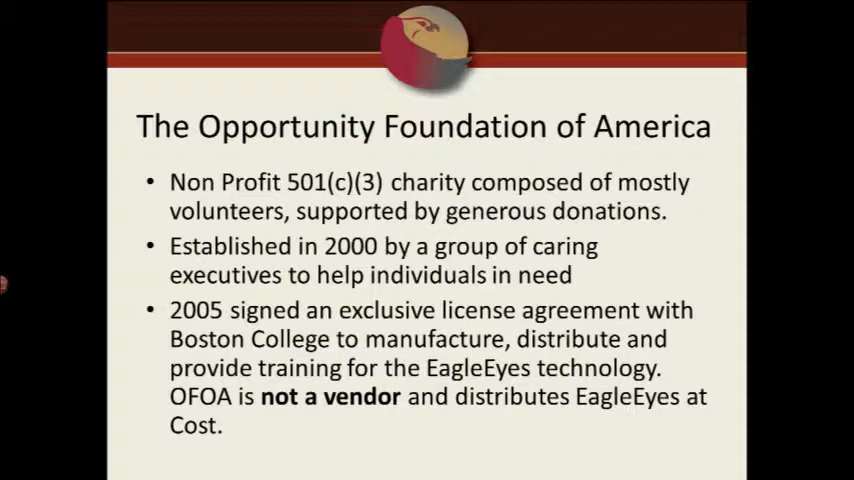 The Opportunity Foundation of America
• Non Profit 501(c)(3) charity composed of mostly
volunteers, supported by generous donations.
• Established in 2000 by a group of caring
executives to help individuals in need
• 2005 signed an exclusive license agreement with
Boston College to manufacture, distribute and
provide training for the EagleEyes technology.
OFOA is not a vendor and distributes EagleEyes at
Cost.